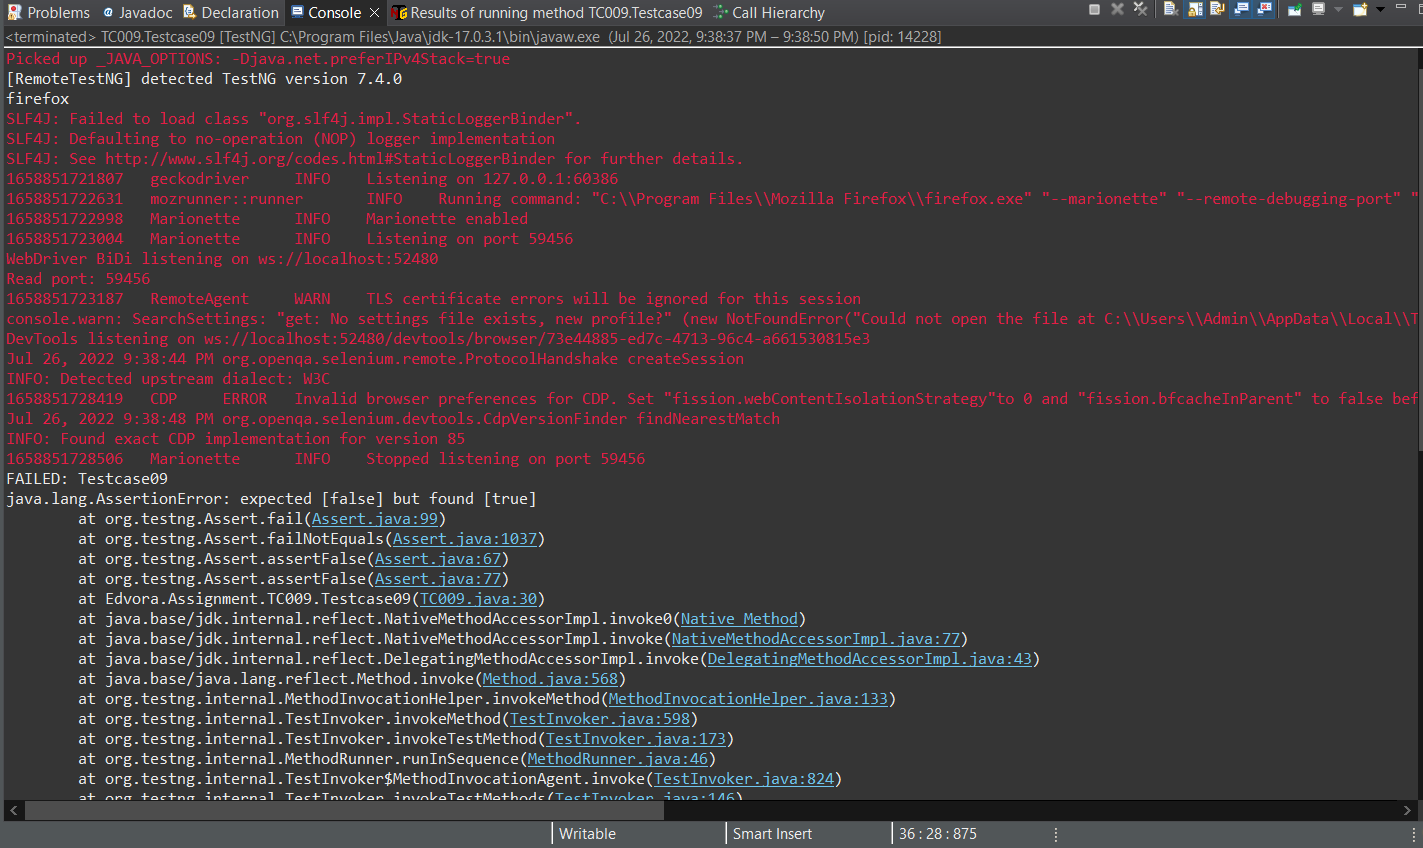 Problems Javadoc Declaration Console Results of running method TC009.Testcase09 Call Hierarchy
<terminated> TC009.Testcase09 [TestNG] C:\Program Files\Java\jdk-17.0.3.1\bin\javaw.exe (Jul 26, 2022, 9:38:37 PM – 9:38:50 PM) [pid: 14228]
Picked up _JAVA_OPTIONS: -Djava.net.preferIPv4Stack=true
[RemoteTestNG] detected TestNG version 7.4.0
firefox
SLF4J: Failed to load class "org.slf4j.impl.StaticLoggerBinder".
SLF4J: Defaulting to no-operation (NOP) logger implementation
SLF4J: See http://www.slf4j.org/codes.html#StaticLoggerBinder for further details.
1658851721807 geckodriver INFO Listening on 127.0.0.1:60386
1658851722631 mozrunner::runner INFO Running command: "C:\\Program Files\\Mozilla Firefox\\firefox.exe" "--marionette" "--remote-debugging-port" "
1658851722998 Marionette INFO Marionette enabled
1658851723004 Marionette INFO Listening on port 59456
WebDriver BiDi listening on ws://localhost:52480
Read port: 59456
1658851723187 RemoteAgent WARN TLS certificate errors will be ignored for this session
console.warn: SearchSettings: "get: No settings file exists, new profile?" (new NotFoundError("Could not open the file at C:\\Users\\Admin\\AppData\\Local\\T
DevTools listening on ws://localhost:52480/devtools/browser/73e44885-ed7c-4713-96c4-a661530815e3
Jul 26, 2022 9:38:44 PM org.openqa.selenium.remote.ProtocolHandshake createSession
INFO: Detected upstream dialect: W3C
1658851728419 CDP ERROR Invalid browser preferences for CDP. Set "fission.webContentIsolationStrategy"to 0 and "fission.bfcacheInParent" to false bef
Jul 26, 2022 9:38:48 PM org.openqa.selenium.devtools.CdpVersionFinder findNearestMatch
INFO: Found exact CDP implementation for version 85
1658851728506 Marionette INFO Stopped listening on port 59456
FAILED: Testcase09
java.lang.AssertionError: expected [false] but found [true]
at org.testng.Assert.fail(Assert.java:99)
at org.testng.Assert.failNotEquals(Assert.java:1037)
at org.testng.Assert.assertFalse(Assert.java:67)
at org.testng.Assert.assertFalse(Assert.java:77)
at Edvora.Assignment.TC009.Testcase09(TC009.java:30)
at java.base/jdk.internal.reflect.NativeMethodAccessorImpl.invoke0(Native Method)
at java.base/jdk.internal.reflect.NativeMethodAccessorImpl.invoke(NativeMethodAccessorImpl.java:77)
at java.base/jdk.internal.reflect.DelegatingMethodAccessorImpl.invoke(DelegatingMethodAccessorImpl.java:43)
at java.base/java.lang.reflect.Method.invoke(Method.java:568)
at org.testng.internal.MethodInvocationHelper.invokeMethod(MethodInvocationHelper.java:133)
at org.testng.internal.TestInvoker.invokeMethod(TestInvoker.java:598)
at org.testng.internal.TestInvoker.invokeTestMethod(TestInvoker.java:173)
at org.testng.internal.MethodRunner.runInSequence(MethodRunner.java:46)
at org.testng.internal.TestInvoker$MethodInvocationAgent.invoke(TestInvoker.java:824)
at org.testng.internal.TestInvoker.invokeTestMethods(TestInvoker.java:146)
Writable Smart Insert 36 : 28 : 875